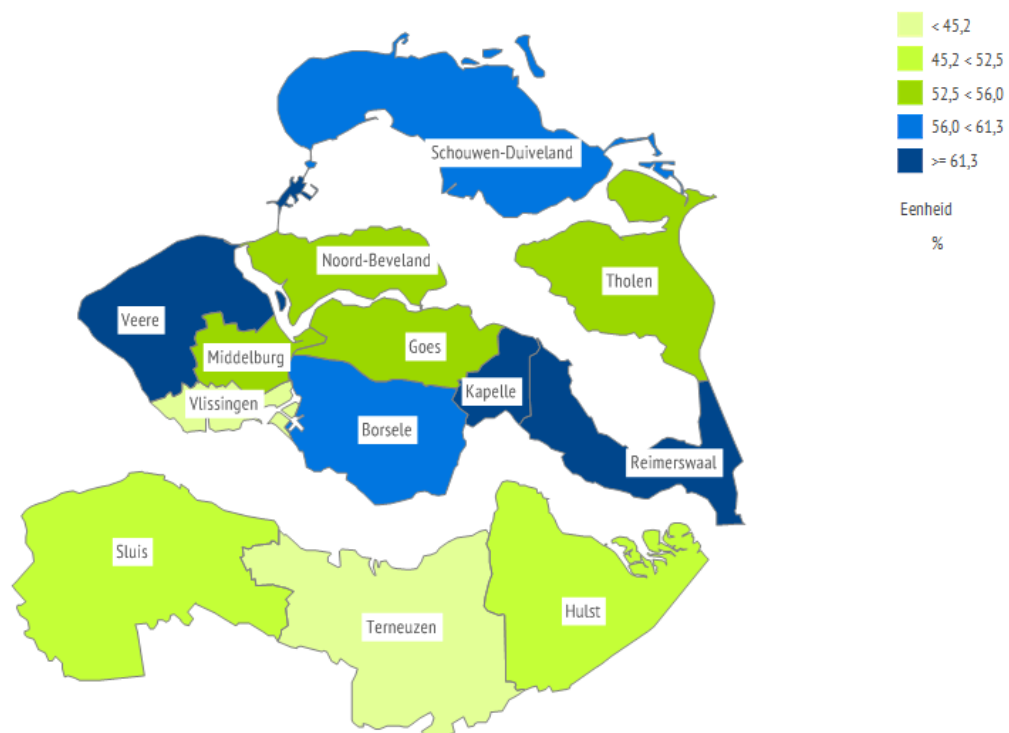 < 45,2
45,2 < 52,5
52,5 < 56,0
56,0 < 61,3
>= 61,3
Eenheid
%
Schouwen-Duiveland
Noord-Beveland
Tholen
Veere
Goes
Middelburg
Kapelle
Vlissingen
Borsele
Reimerswaal
Sluis
Hulst
Terneuzen